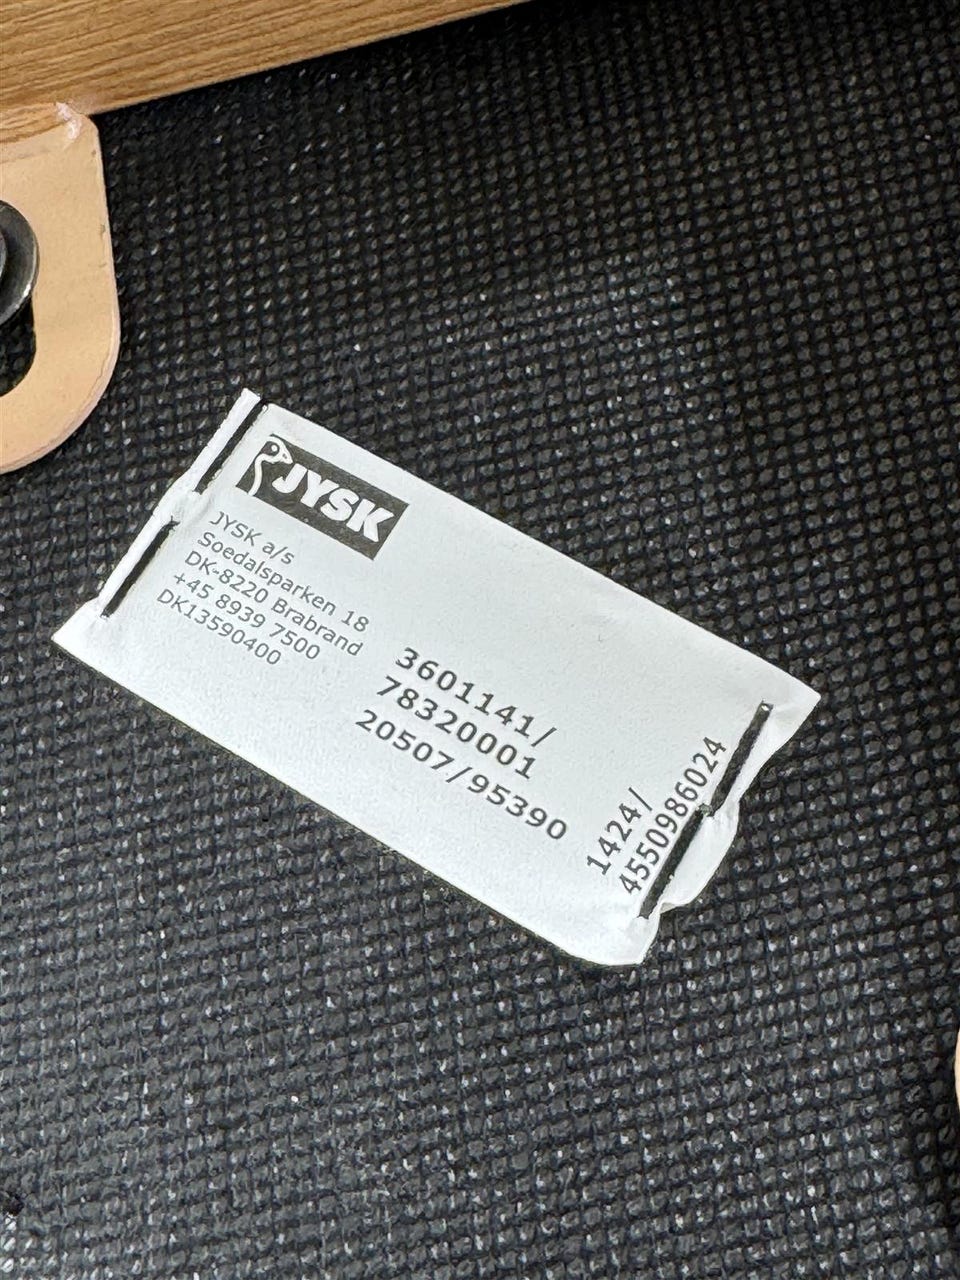 JYSK
JYSK a/s
Soedalsparken 18
DK-8220 Brabrand
+45 8939 7500
DK13590400
3601141/
78320001
20507/95390
1424/
4550986024